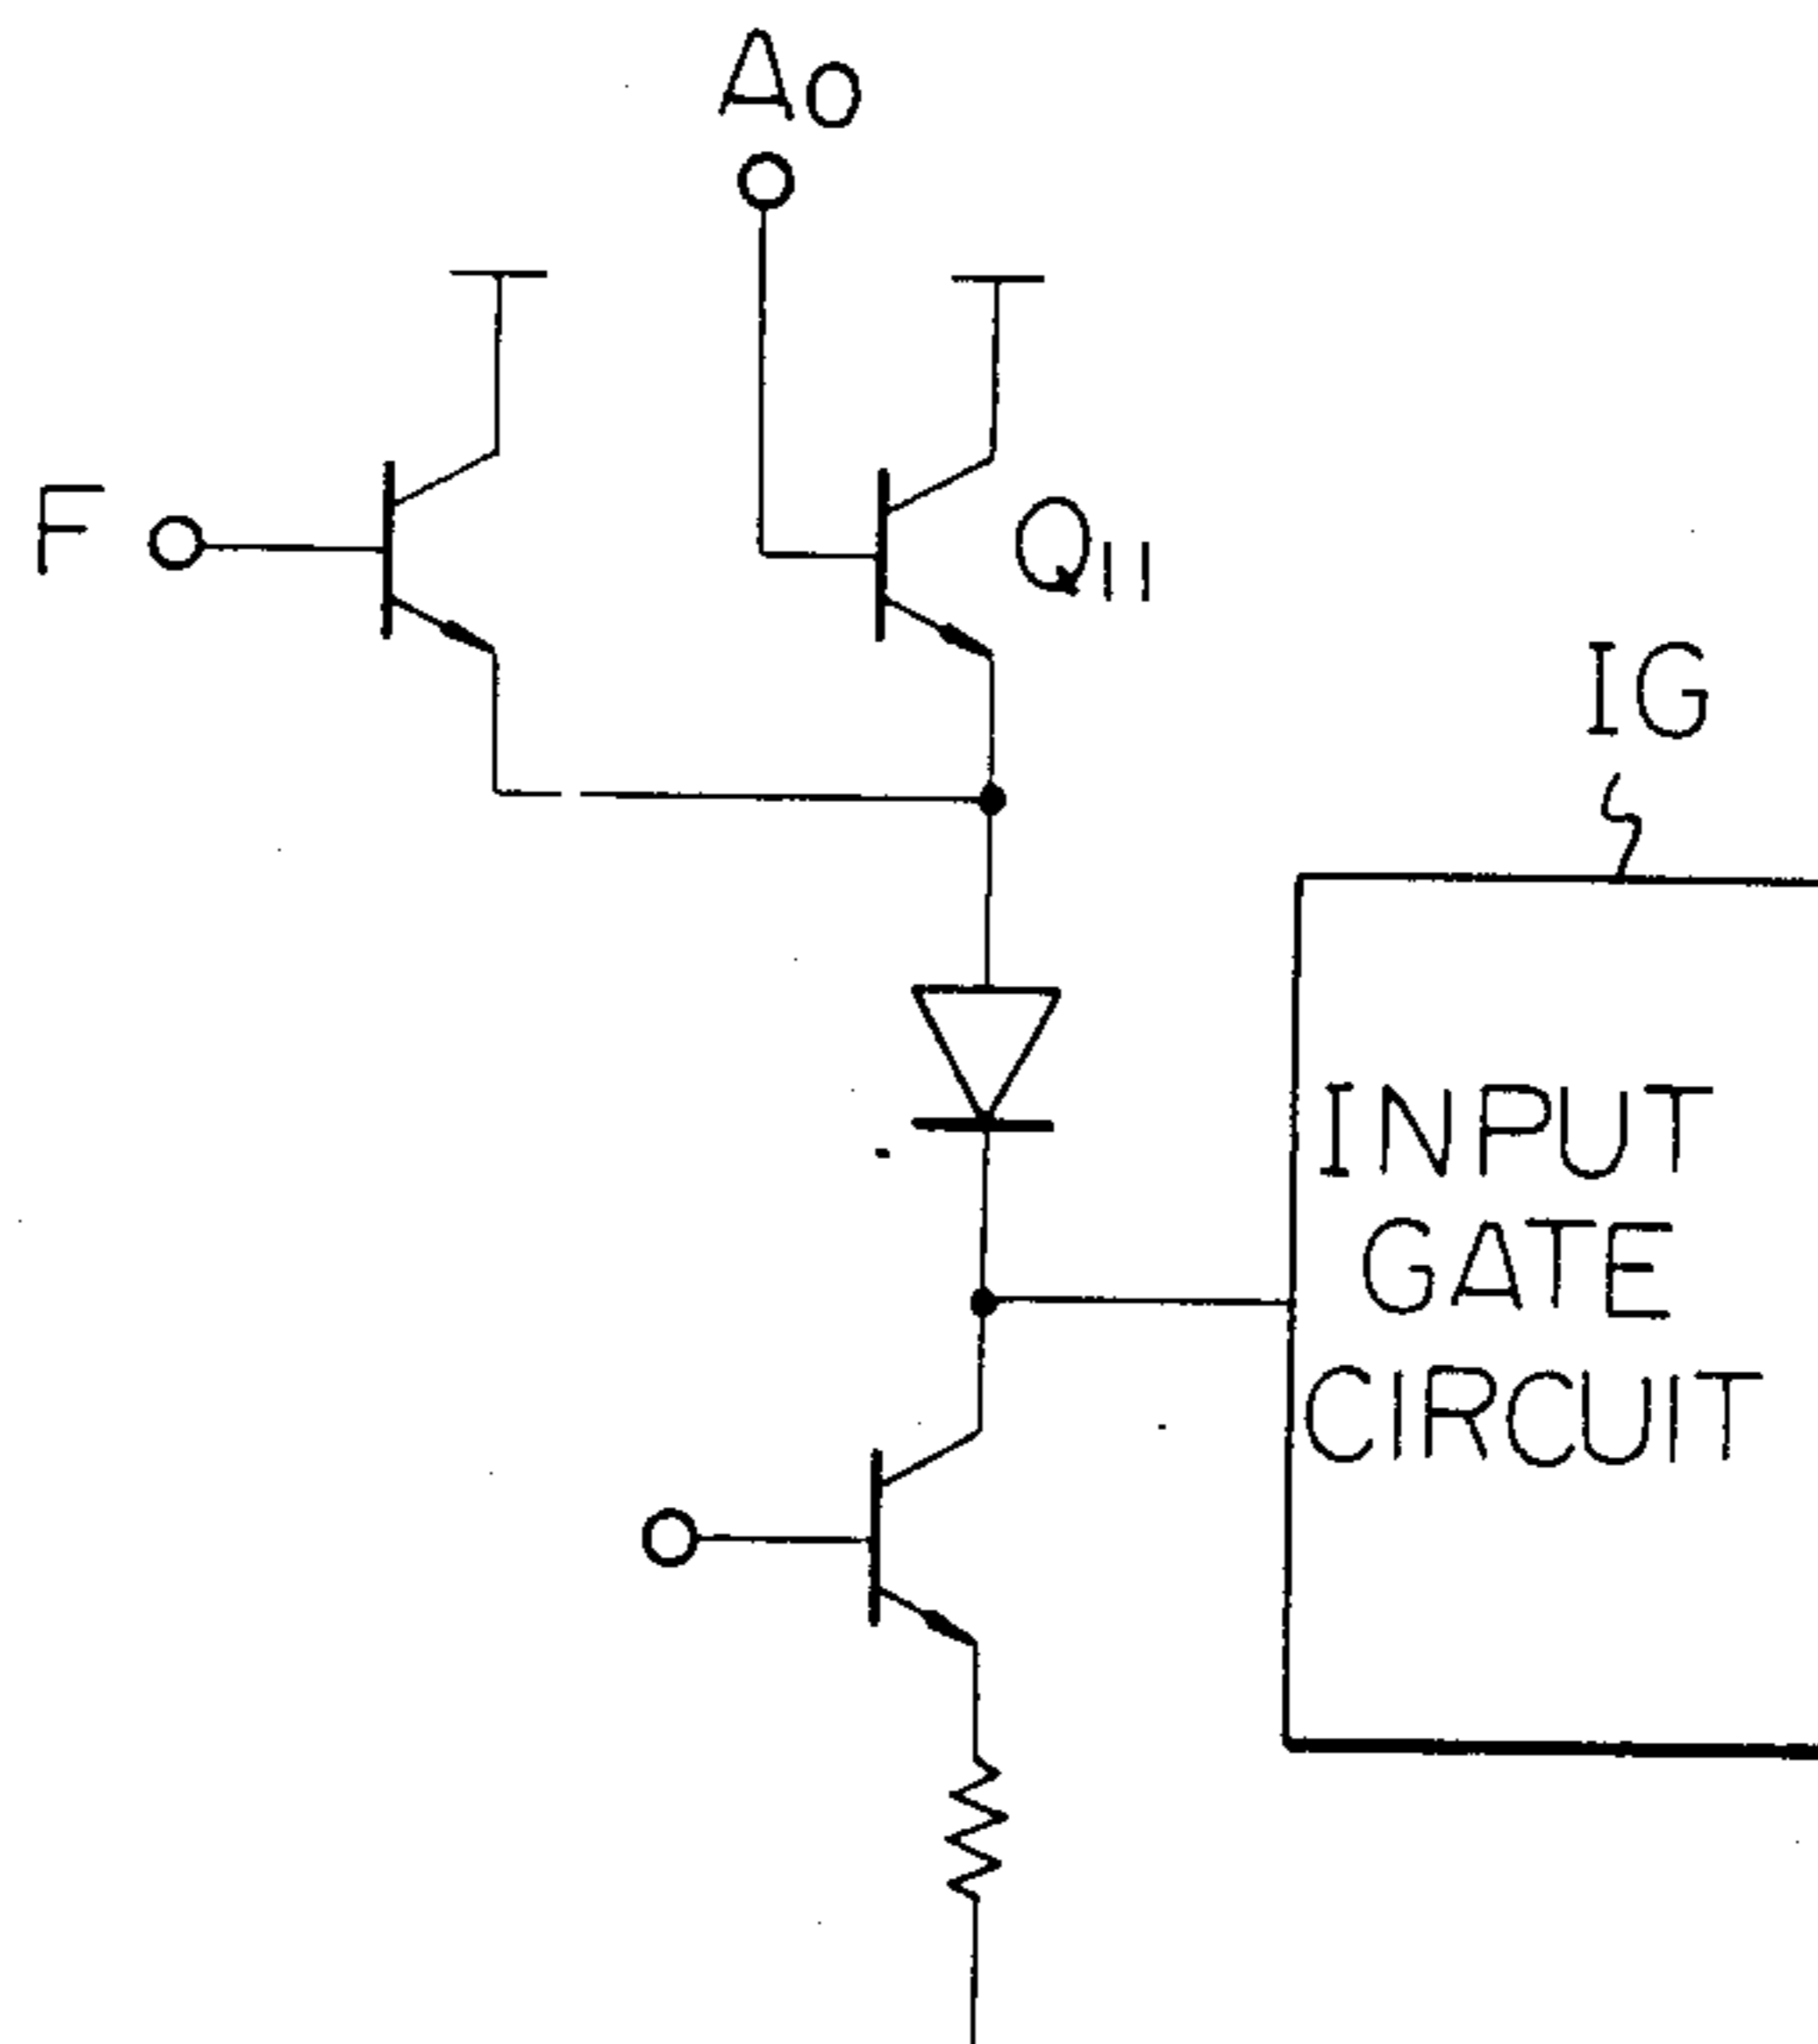 A0
F
Q11
IG
INPUT
GATE
CIRCUIT